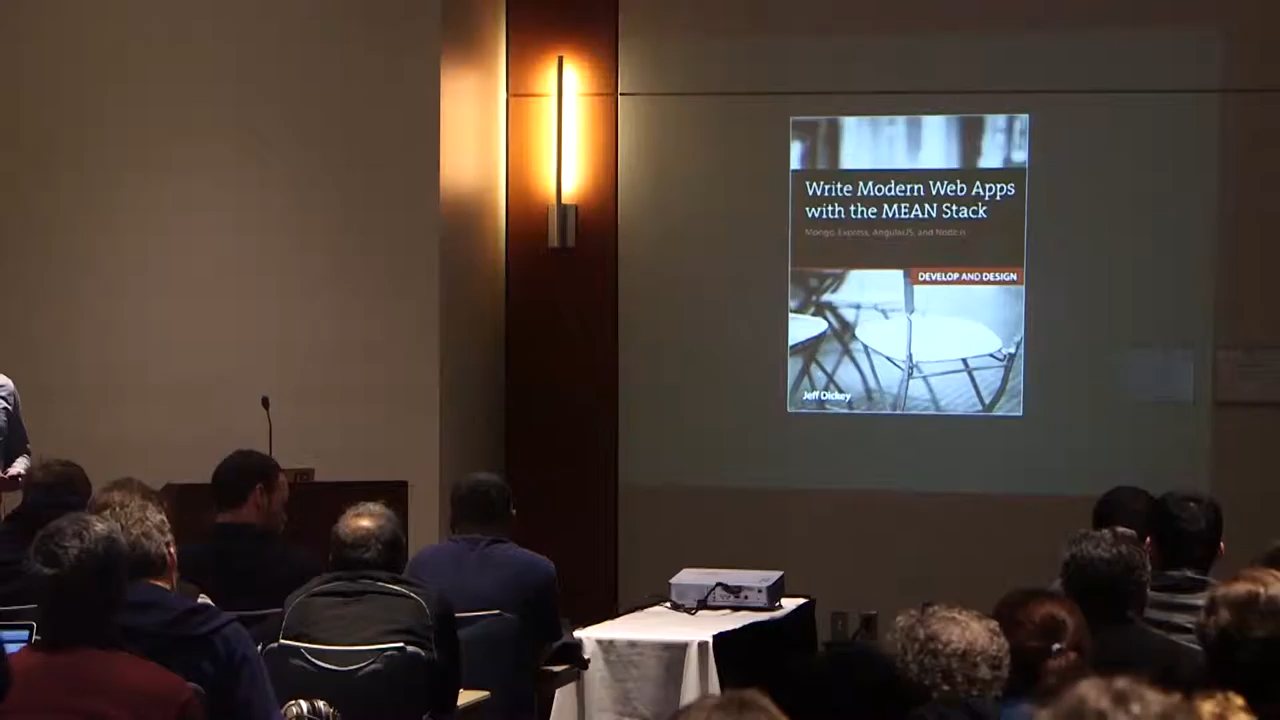 Write Modern Web Apps
with the MEAN Stack
Mongo, Express, AngularJS, and Node.js
DEVELOP AND DESIGN
Jeff Dickey